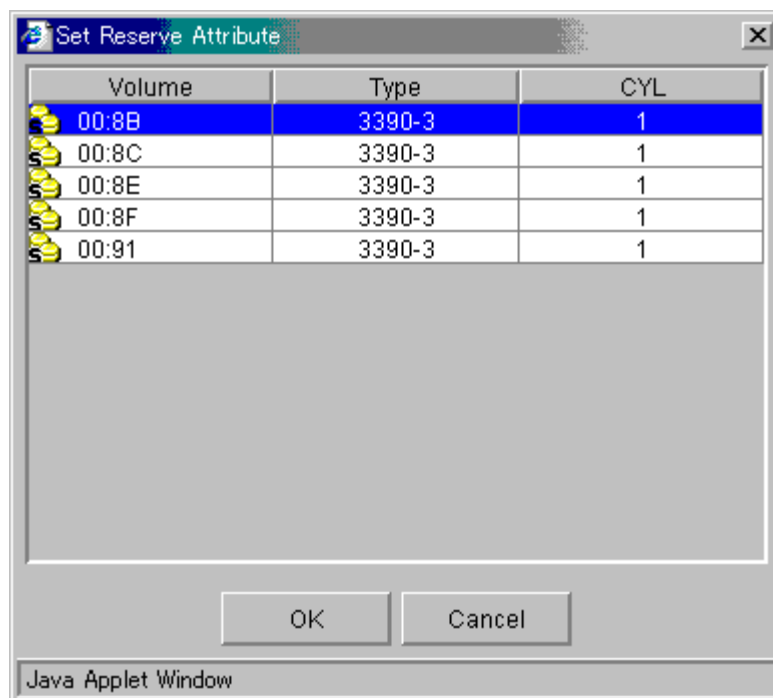 Set Reserve Attribute
Volume Type CYL
S 00:8B 3390-3 1
S 00:8C 3390-3 1
S 00:8E 3390-3 1
S 00:8F 3390-3 1
S 00:91 3390-3 1
OK Cancel
Java Applet Window